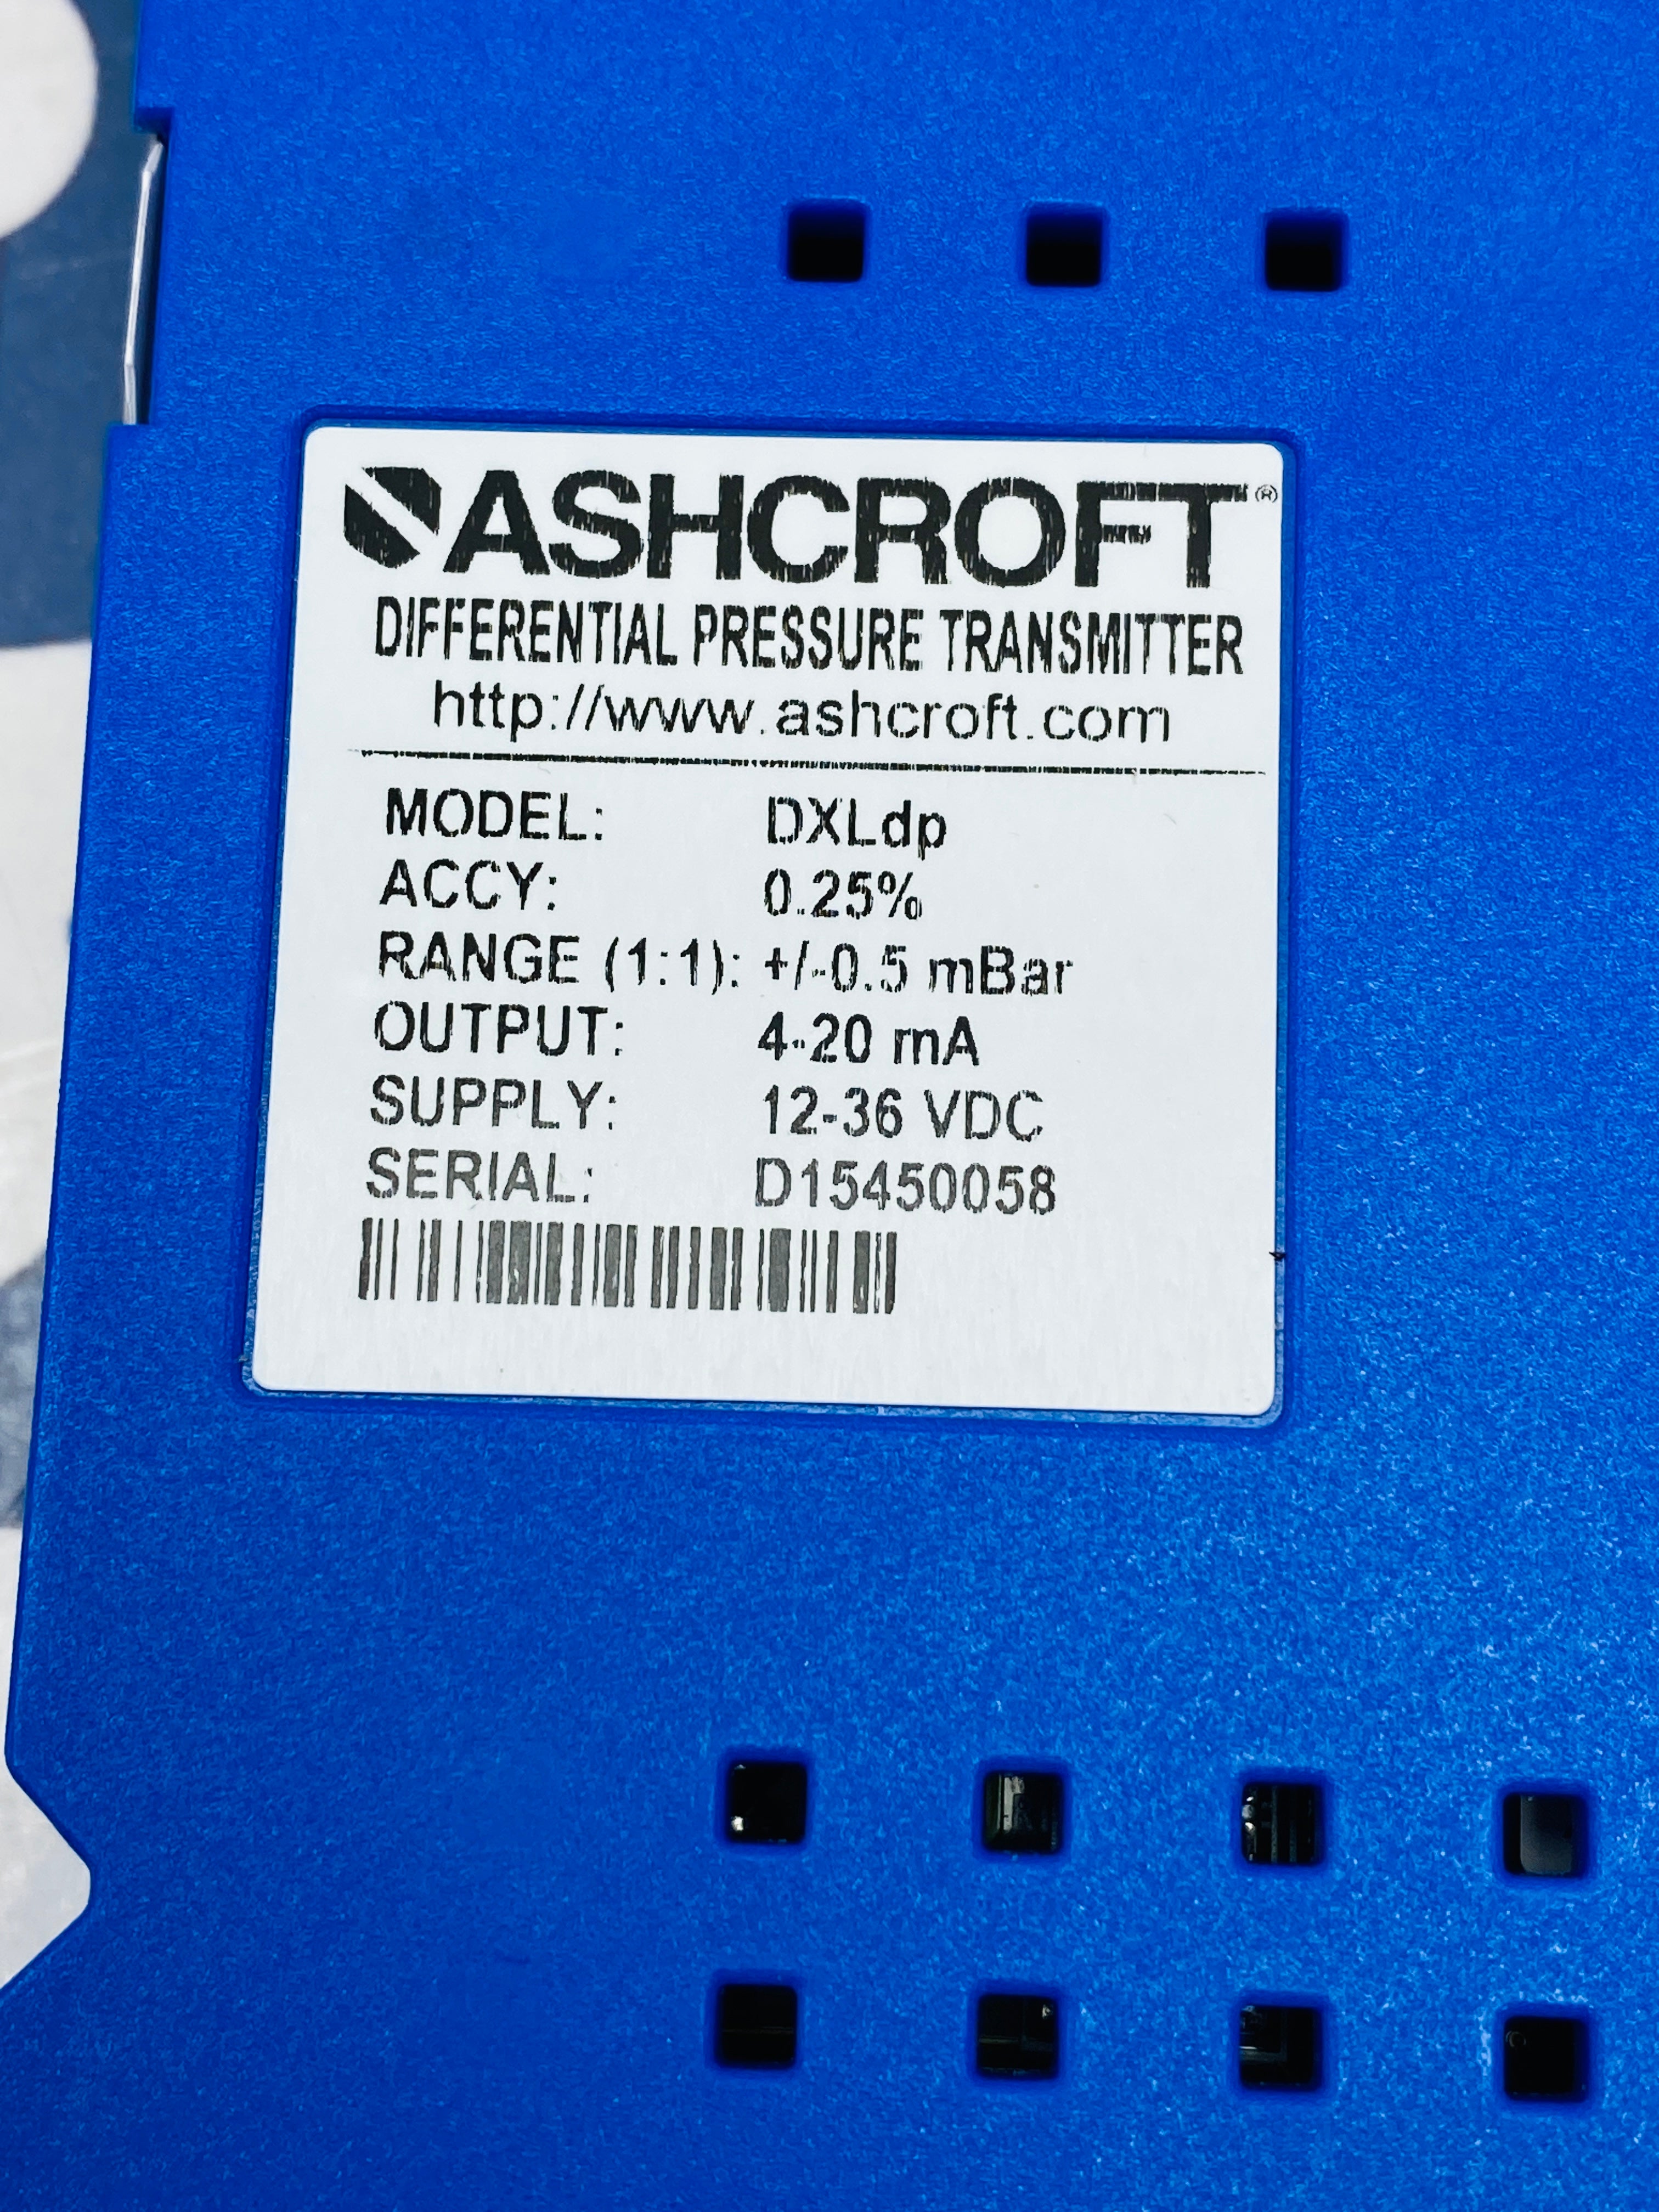 ASHCROFT®
DIFFERENTIAL PRESSURE TRANSMITTER
http://www.ashcroft.com
MODEL: DXLdp
ACCY: 0.25%
RANGE (1:1): +/-0.5 mBar
OUTPUT: 4-20 mA
SUPPLY: 12-36 VDC
SERIAL: D15450058